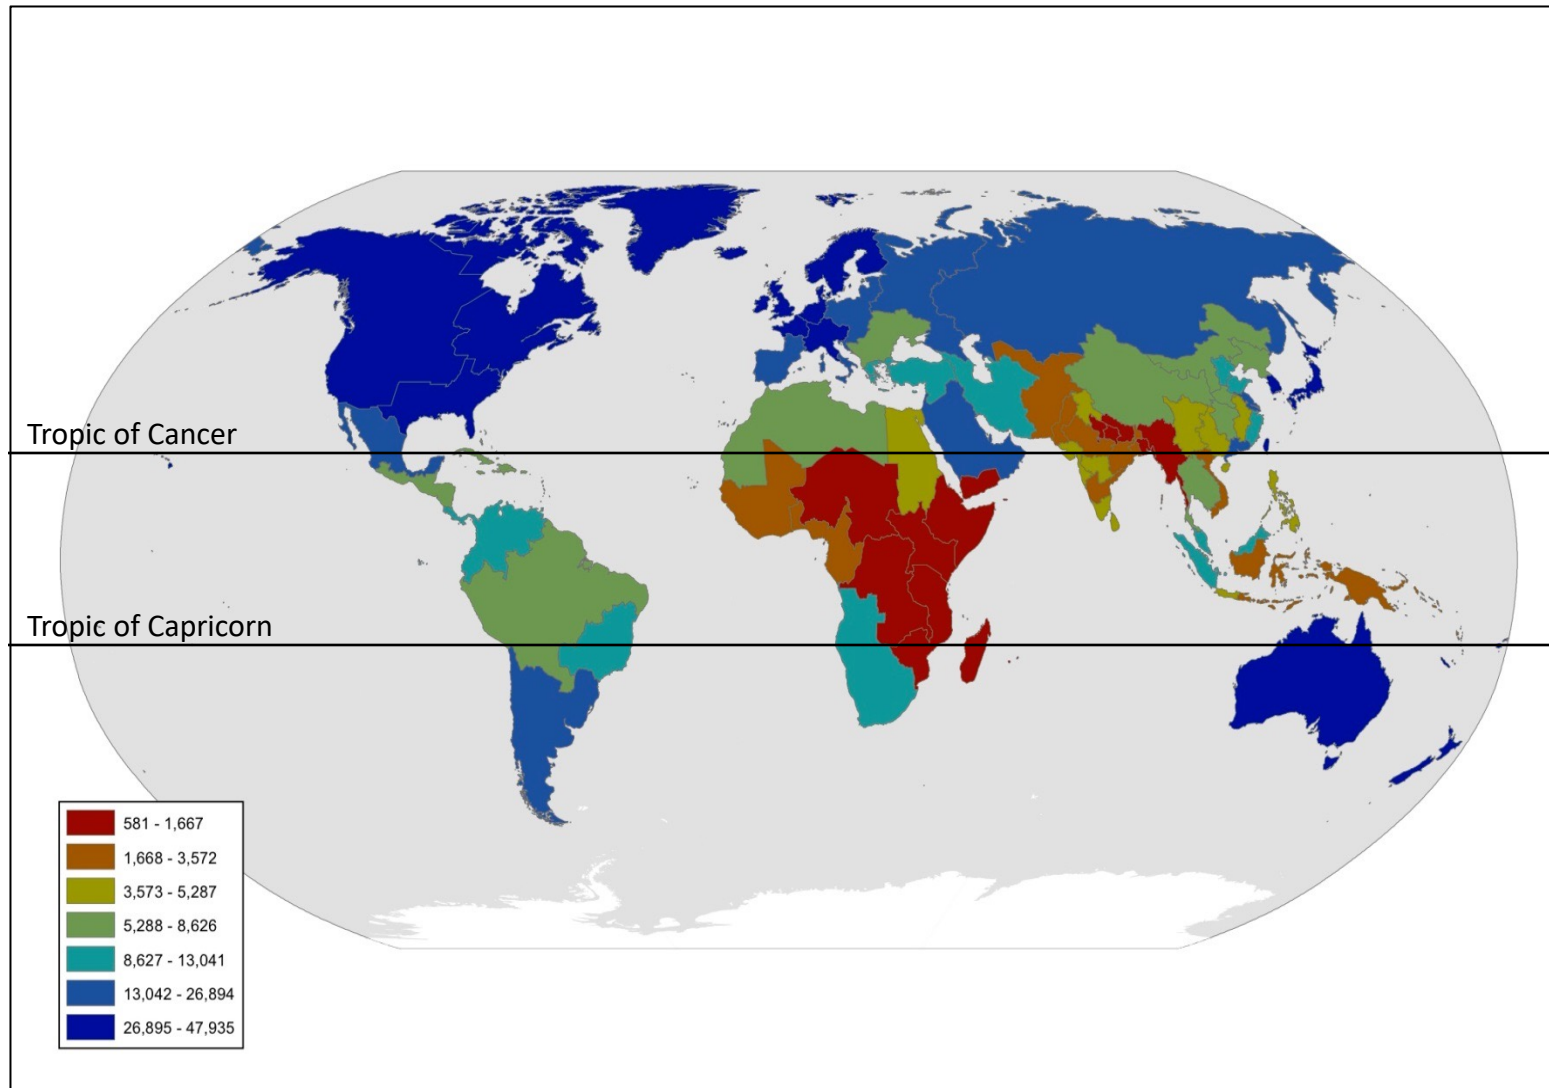 Tropic of Cancer
Tropic of Capricorn
581 - 1,667
1,668 - 3,572
3,573 - 5,287
5,288 - 8,626
8,627 - 13,041
13,042 - 26,894
26,895 - 47,935